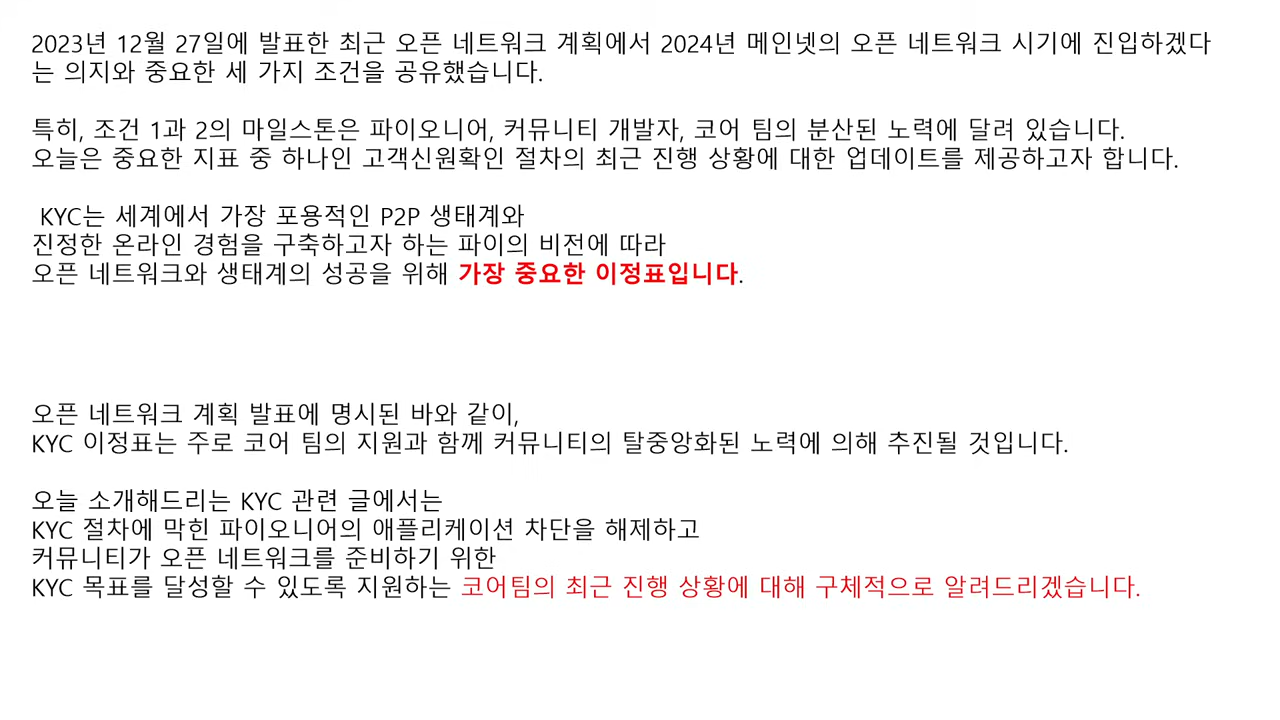 2023년 12월 27일에 발표한 최근 오픈 네트워크 계획에서 2024년 메인넷의 오픈 네트워크 시기에 진입하겠다
는 의지와 중요한 세 가지 조건을 공유했습니다.
특히, 조건 1과 2의 마일스톤은 파이오니어, 커뮤니티 개발자, 코어 팀의 분산된 노력에 달려 있습니다.
오늘은 중요한 지표 중 하나인 고객신원확인 절차의 최근 진행 상황에 대한 업데이트를 제공하고자 합니다.
KYC는 세계에서 가장 포용적인 P2P 생태계와
진정한 온라인 경험을 구축하고자 하는 파이의 비전에 따라
오픈 네트워크와 생태계의 성공을 위해 가장 중요한 이정표입니다.
오픈 네트워크 계획 발표에 명시된 바와 같이,
KYC 이정표는 주로 코어 팀의 지원과 함께 커뮤니티의 탈중앙화된 노력에 의해 추진될 것입니다.
오늘 소개해드리는 KYC 관련 글에서는
KYC 절차에 막힌 파이오니어의 애플리케이션 차단을 해제하고
커뮤니티가 오픈 네트워크를 준비하기 위한
KYC 목표를 달성할 수 있도록 지원하는 코어팀의 최근 진행 상황에 대해 구체적으로 알려드리겠습니다.